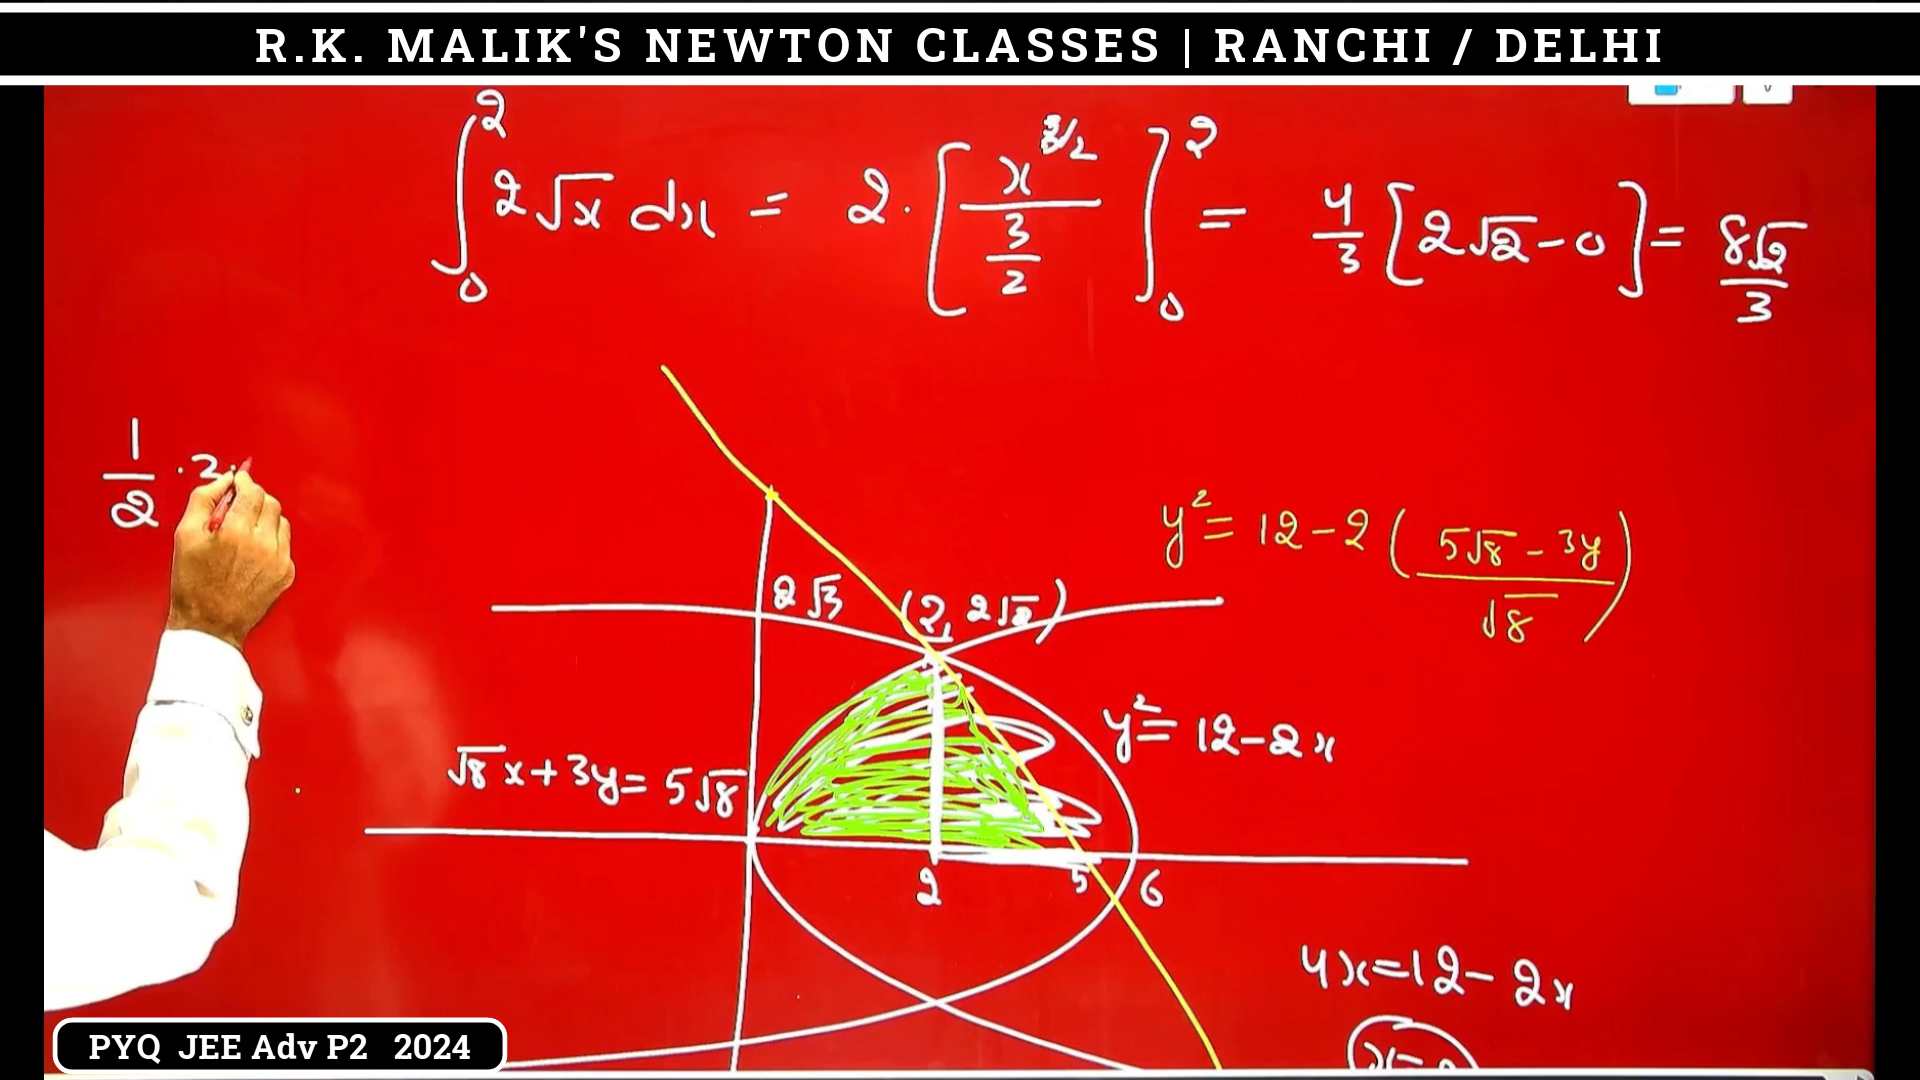 R.K. MALIK'S NEWTON CLASSES | RANCHI / DELHI
∫₀² 2√x dx = 2·[x^{3/2} / (3/2)]₀² = 4/3 [2√2 - 0] = 8√2/3
1/2 · 3 ·
y² = 12 - 2((5√8 - 3y)/√8)
2√3 (2, 2√2)
y² = 12 - 2x
√8x + 3y = 5√8
2 5 6
4x = 12 - 2x
PYQ JEE Adv P2 2024